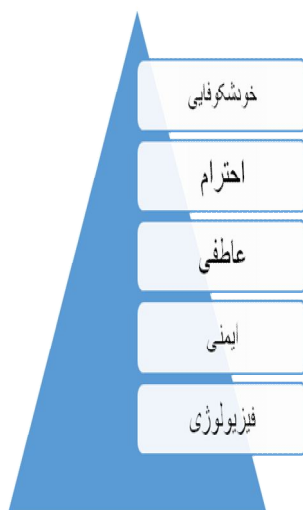 خودشکوفایی
احترام
عاطفی
ایمنی
فیزیولوژی